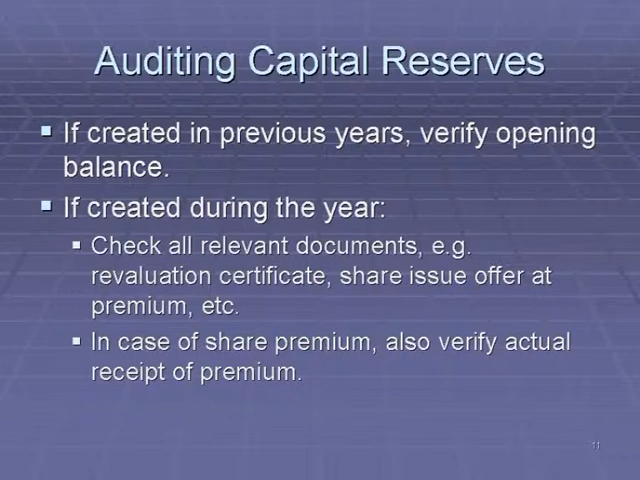 Auditing Capital Reserves
▪ If created in previous years, verify opening
balance.
▪ If created during the year:
▪ Check all relevant documents, e.g.
revaluation certificate, share issue offer at
premium, etc.
▪ In case of share premium, also verify actual
receipt of premium.
11